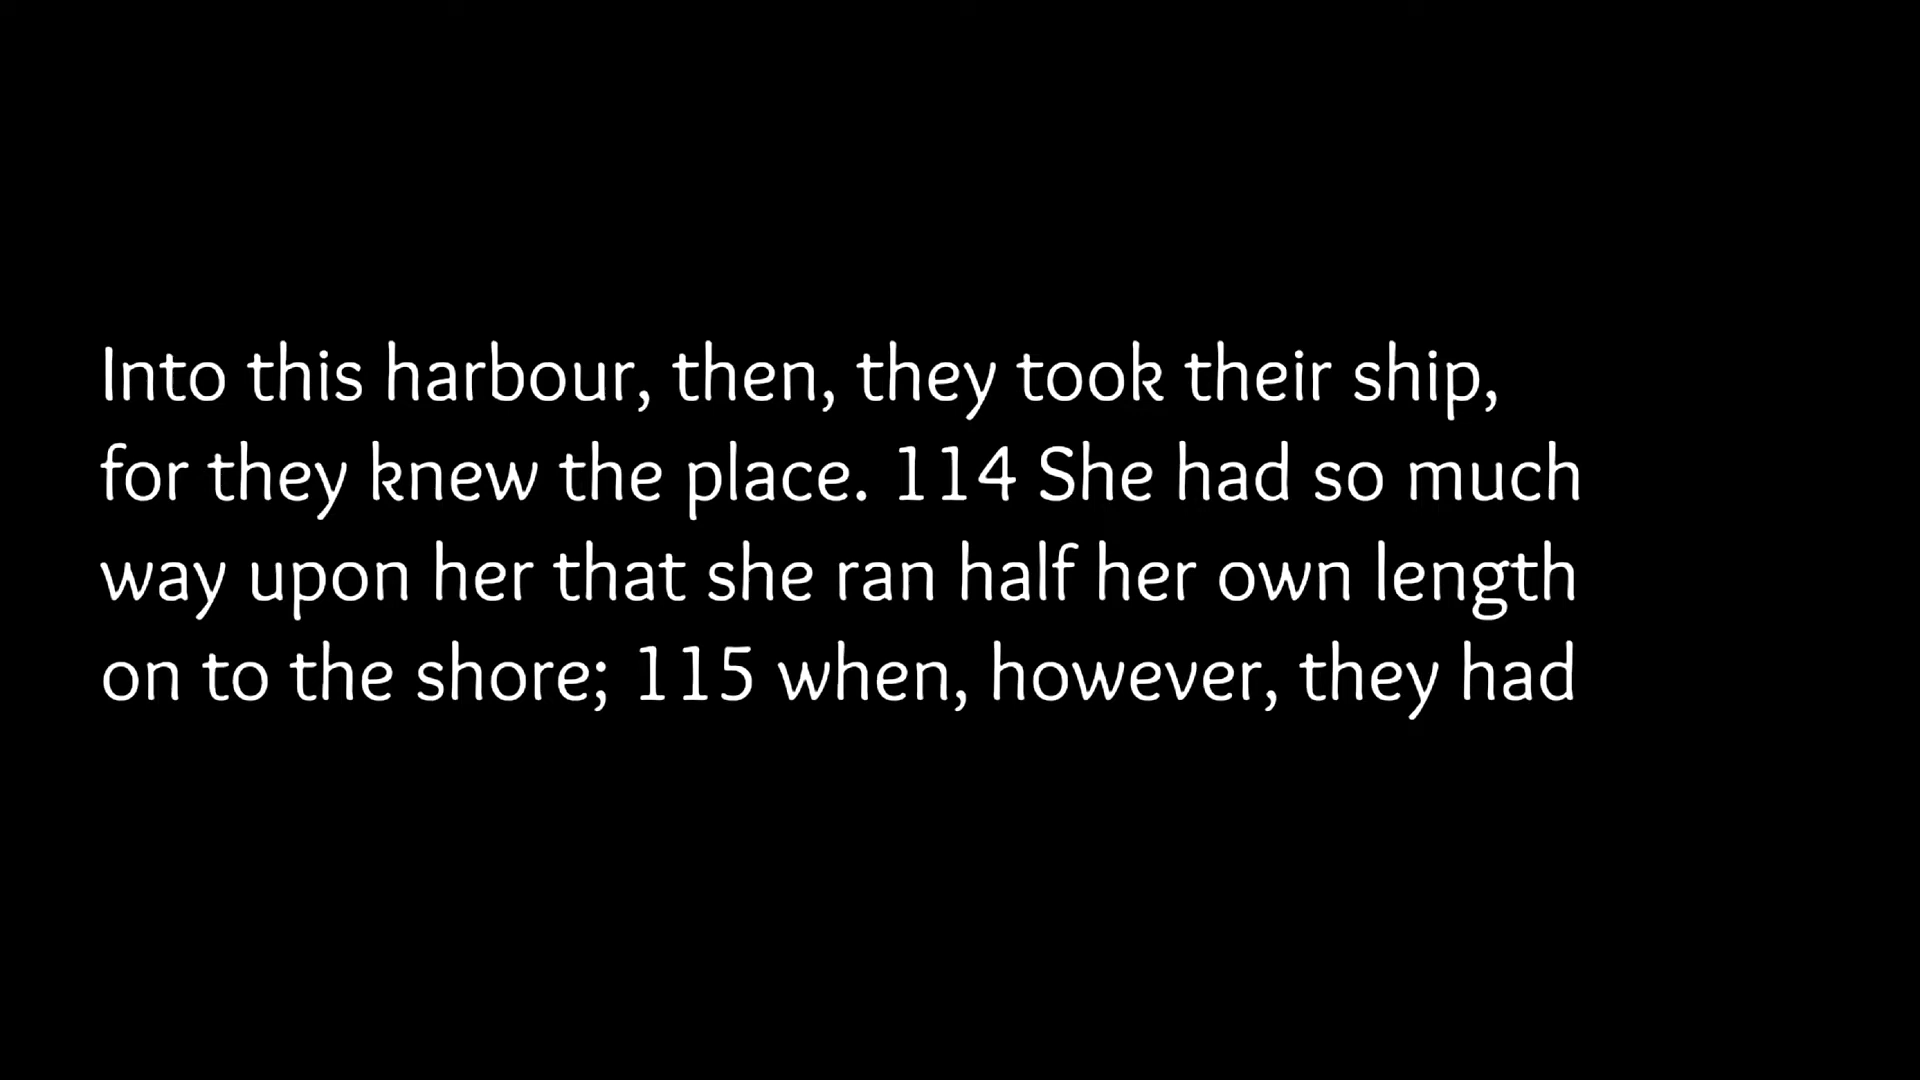 Into this harbour, then, they took their ship,
for they knew the place. 114 She had so much
way upon her that she ran half her own length
on to the shore; 115 when, however, they had